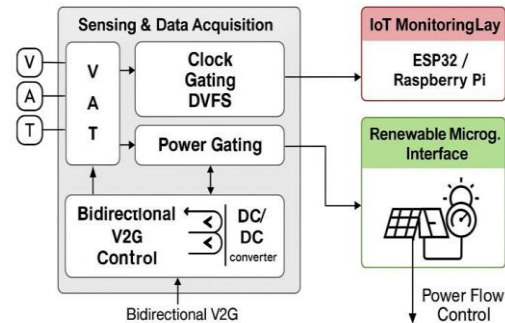 Sensing & Data Acquisition
V
A
T
V
A
T
Clock
Gating
DVFS
Power Gating
Bidirectional
V2G
Control
DC/
DC
converter
Bidirectional V2G
IoT MonitoringLay
ESP32 /
Raspberry Pi
Renewable Microg.
Interface
Power Flow
Control